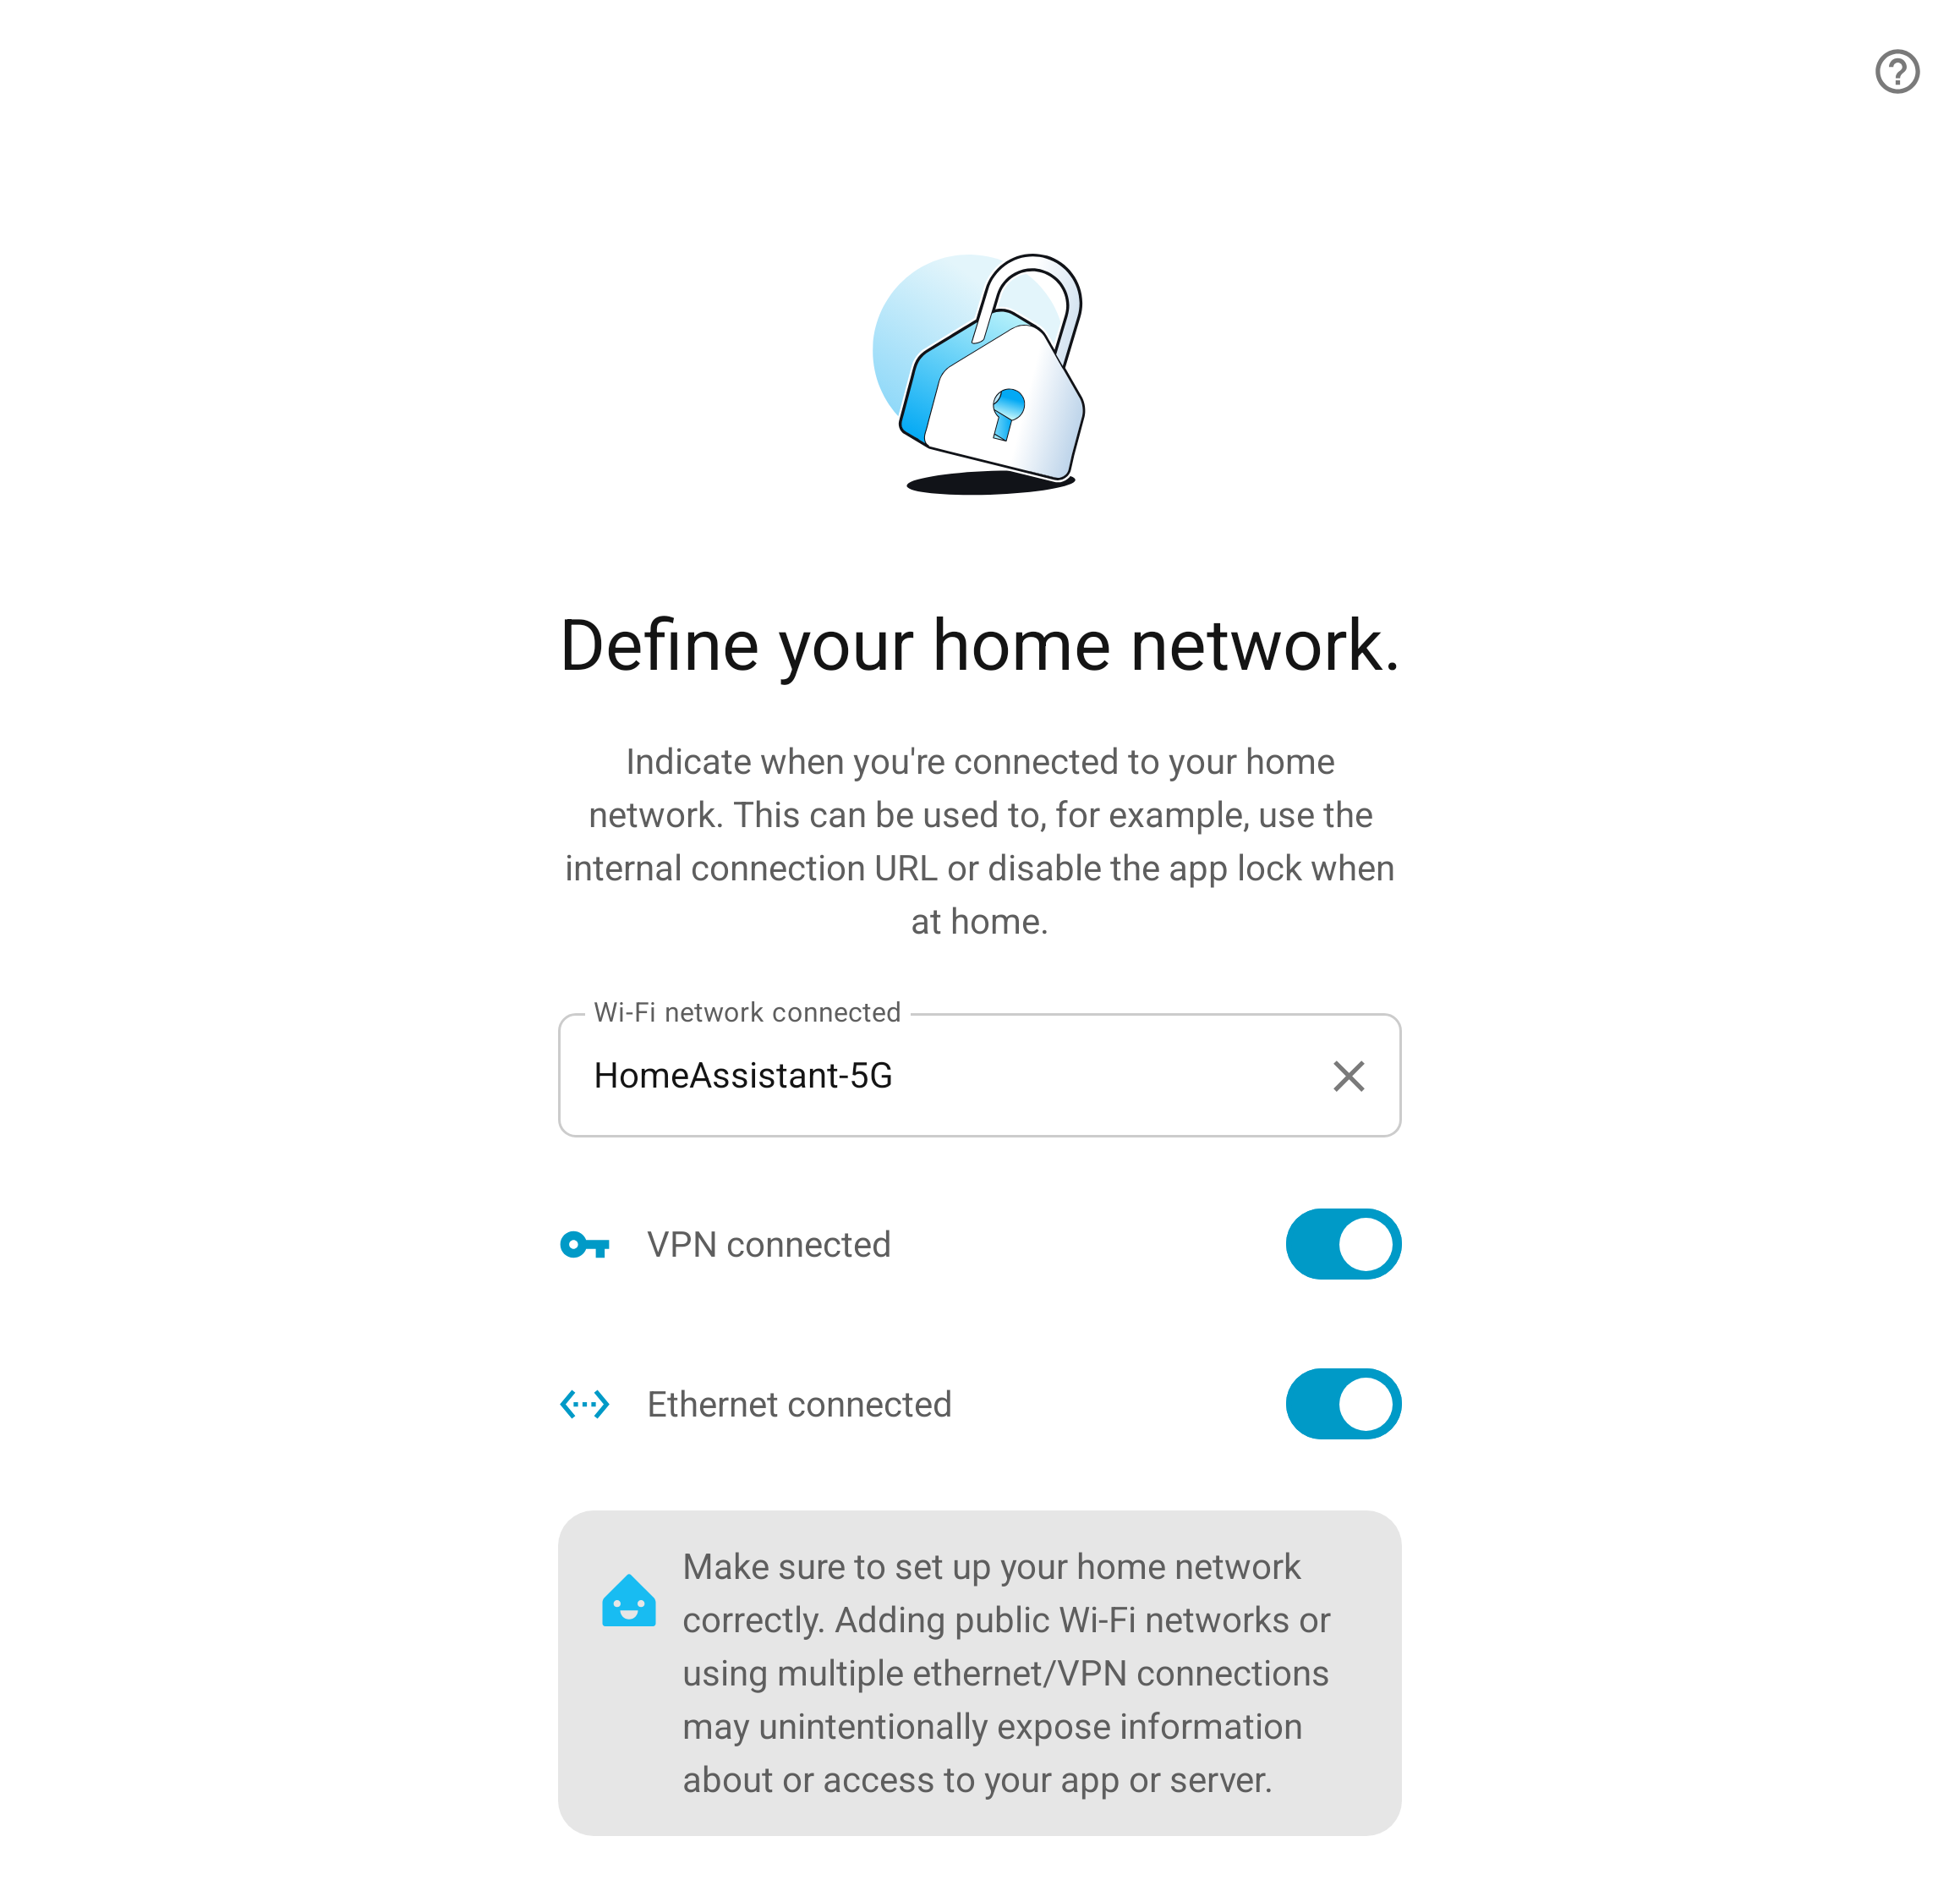 Define your home network.
Indicate when you're connected to your home
network. This can be used to, for example, use the
internal connection URL or disable the app lock when
at home.
Wi-Fi network connected
HomeAssistant-5G
VPN connected
Ethernet connected
Make sure to set up your home network
correctly. Adding public Wi-Fi networks or
using multiple ethernet/VPN connections
may unintentionally expose information
about or access to your app or server.